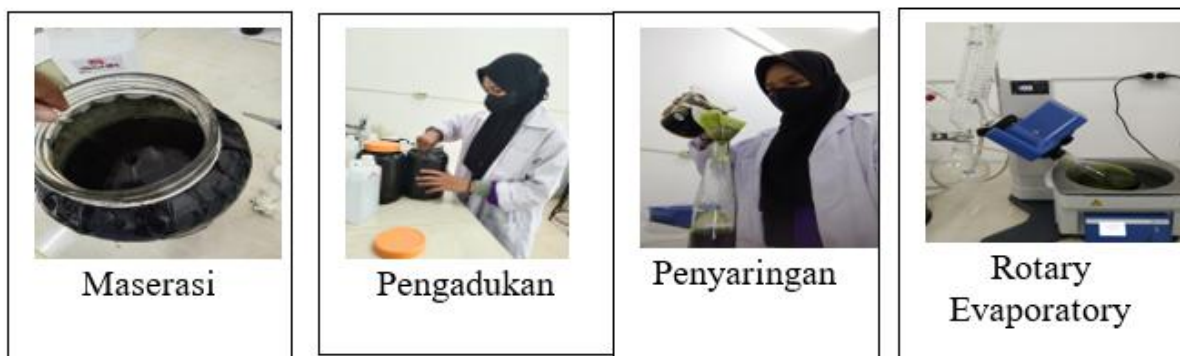 Maserasi
Pengadukan
Penyaringan
Rotary
Evaporatory